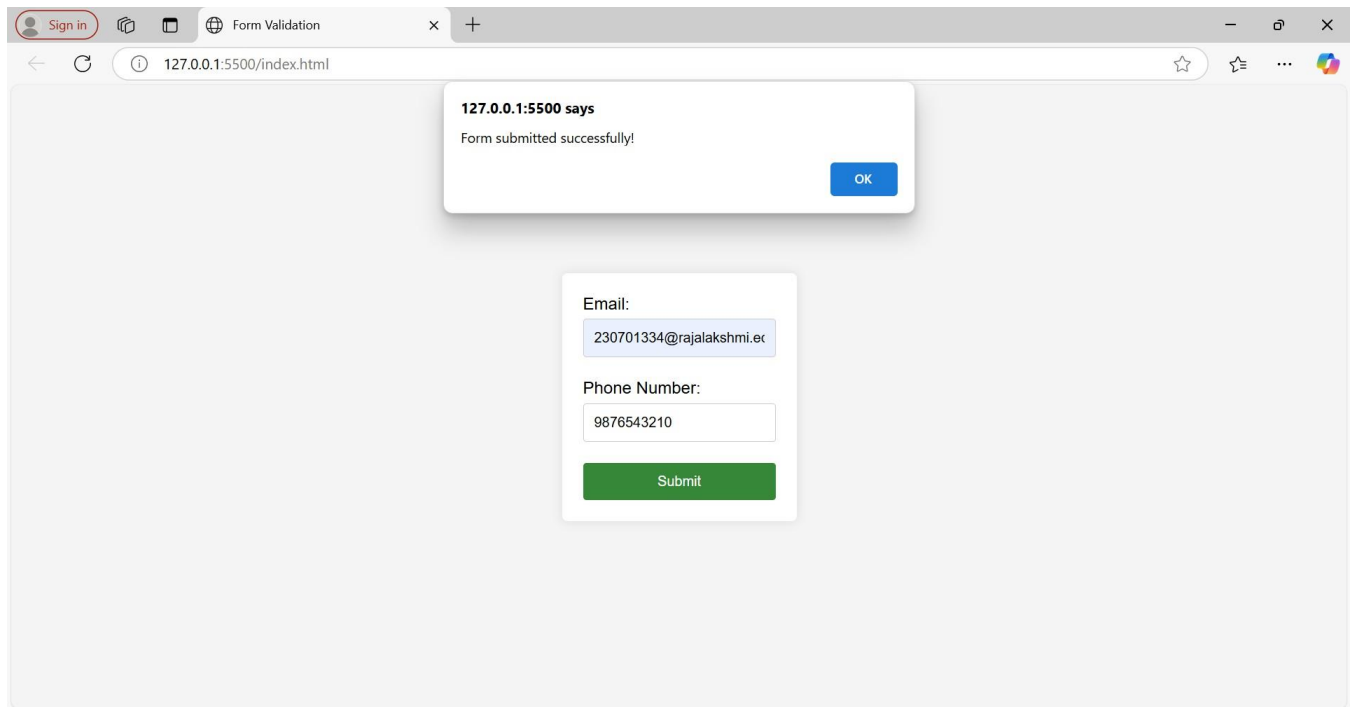 Sign in
Form Validation
127.0.0.1:5500/index.html
127.0.0.1:5500 says
Form submitted successfully!
OK
Email:
230701334@rajalakshmi.ec
Phone Number:
9876543210
Submit